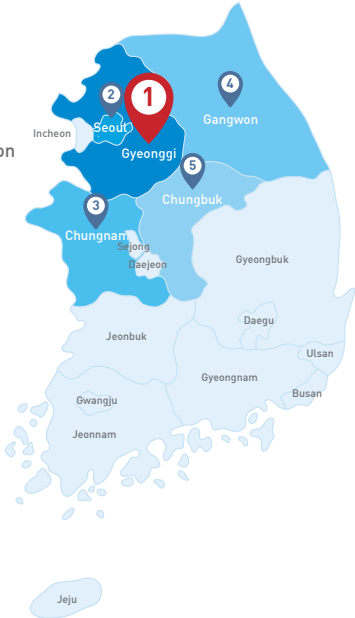 4
2
1
Seoul
Gangwon
Incheon
on
Gyeonggi
5
Chungbuk
3
Chungnam
Sejong
Daejeon
Gyeongbuk
Daegu
Jeonbuk
Ulsan
Gyeongnam
Busan
Gwangju
Jeonnam
Jeju